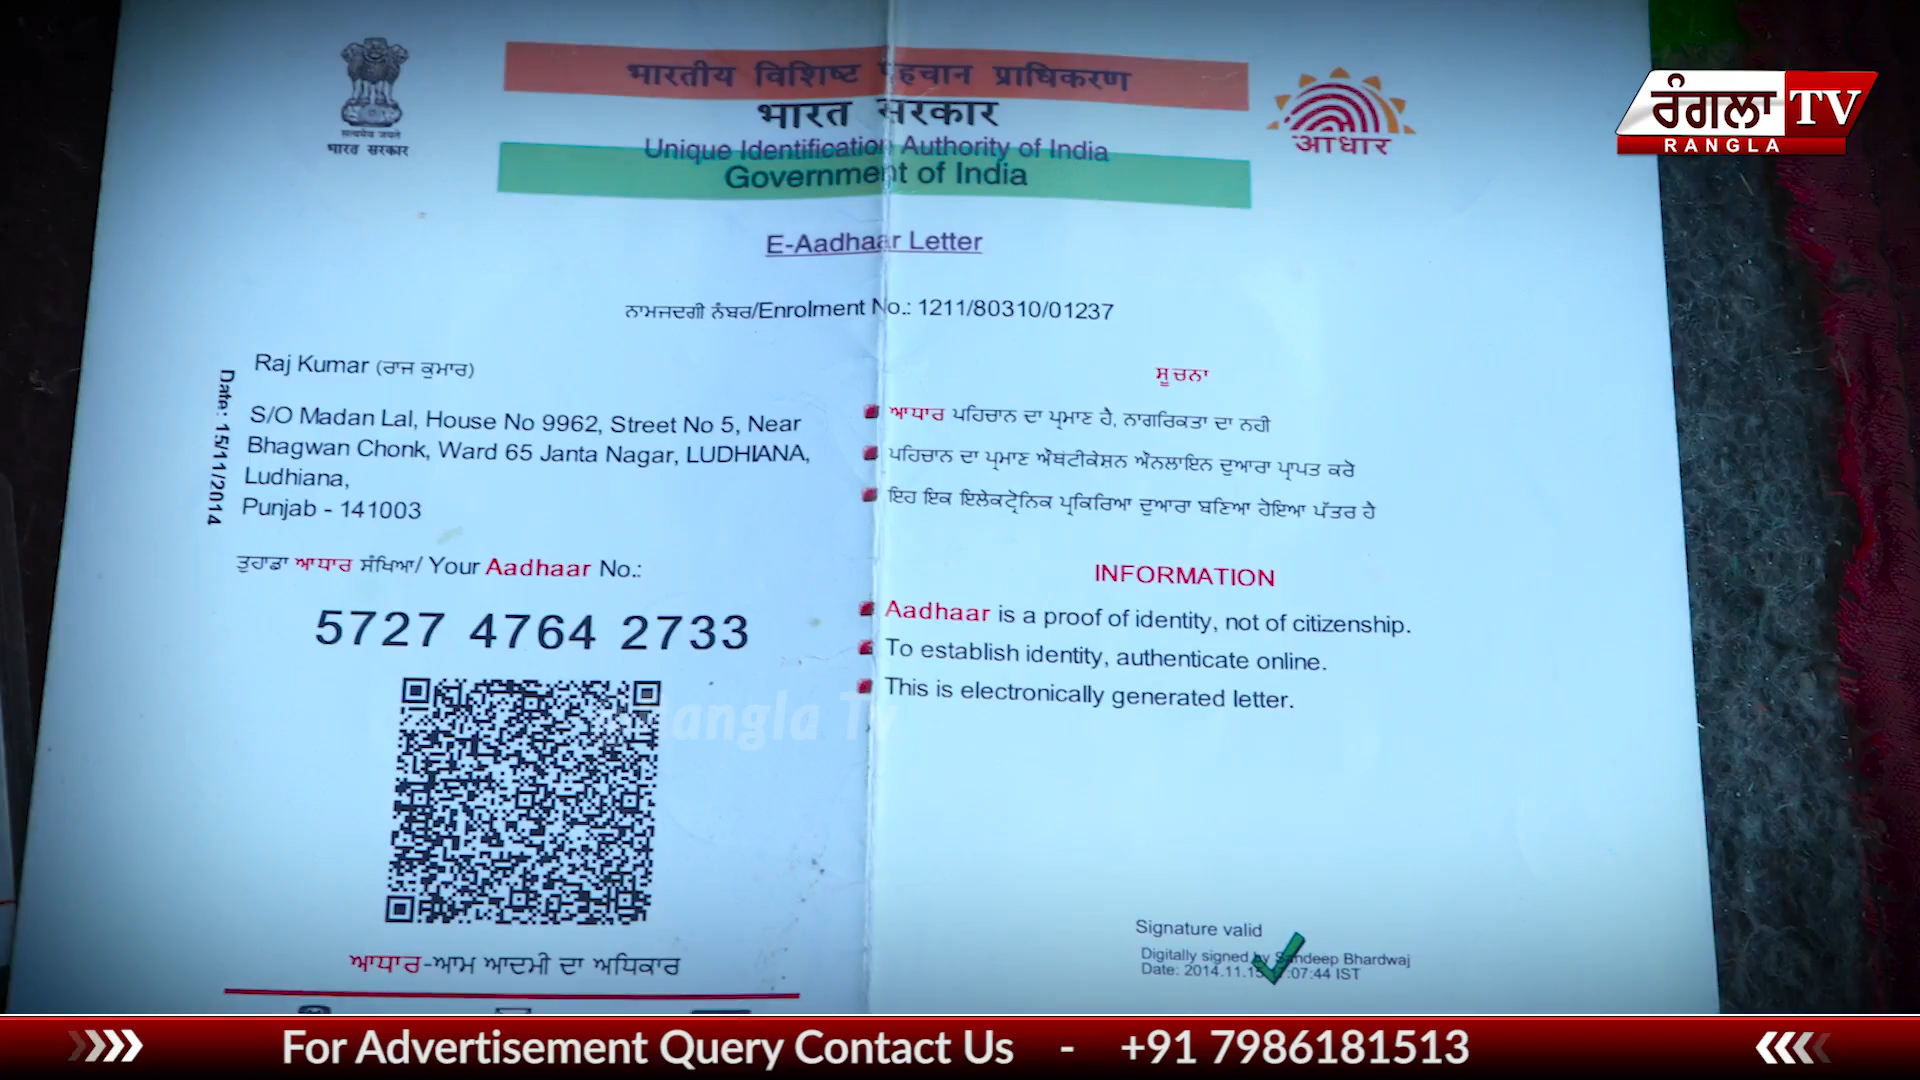 भारतीय विशिष्ट पहचान प्राधिकरण
भारत सरकार
Unique Identification Authority of India
Government of India
सत्यमेव जयते
भारत सरकार
आधार
ਰੰਗਲਾ TV
RANGLA
E-Aadhaar Letter
ਨਾਮਜਦਗੀ ਨੰਬਰ/Enrolment No.: 1211/80310/01237
Date: 15/11/2014
Raj Kumar (ਰਾਜ ਕੁਮਾਰ)
S/O Madan Lal, House No 9962, Street No 5, Near
Bhagwan Chonk, Ward 65 Janta Nagar, LUDHIANA,
Ludhiana,
Punjab - 141003
ਤੁਹਾਡਾ ਆਧਾਰ ਸੰਖਿਆ/ Your Aadhaar No.:
5727 4764 2733
ਆਧਾਰ-ਆਮ ਆਦਮੀ ਦਾ ਅਧਿਕਾਰ
ਸੂਚਨਾ
ਆਧਾਰ ਪਹਿਚਾਨ ਦਾ ਪ੍ਰਮਾਣ ਹੈ, ਨਾਗਰਿਕਤਾ ਦਾ ਨਹੀ
ਪਹਿਚਾਨ ਦਾ ਪ੍ਰਮਾਣ ਔਥੰਟੀਕੇਸ਼ਨ ਔਨਲਾਇਨ ਦੁਆਰਾ ਪ੍ਰਾਪਤ ਕਰੋ
ਇਹ ਇਕ ਇਲੇਕਟ੍ਰੋਨਿਕ ਪ੍ਰਕਿਰਿਆ ਦੁਆਰਾ ਬਣਿਆ ਹੋਇਆ ਪੱਤਰ ਹੈ
INFORMATION
Aadhaar is a proof of identity, not of citizenship.
To establish identity, authenticate online.
This is electronically generated letter.
Rangla Tv
Signature valid
Digitally signed by Sandeep Bhardwaj
Date: 2014.11.15 :07:44 IST
For Advertisement Query Contact Us - +91 7986181513